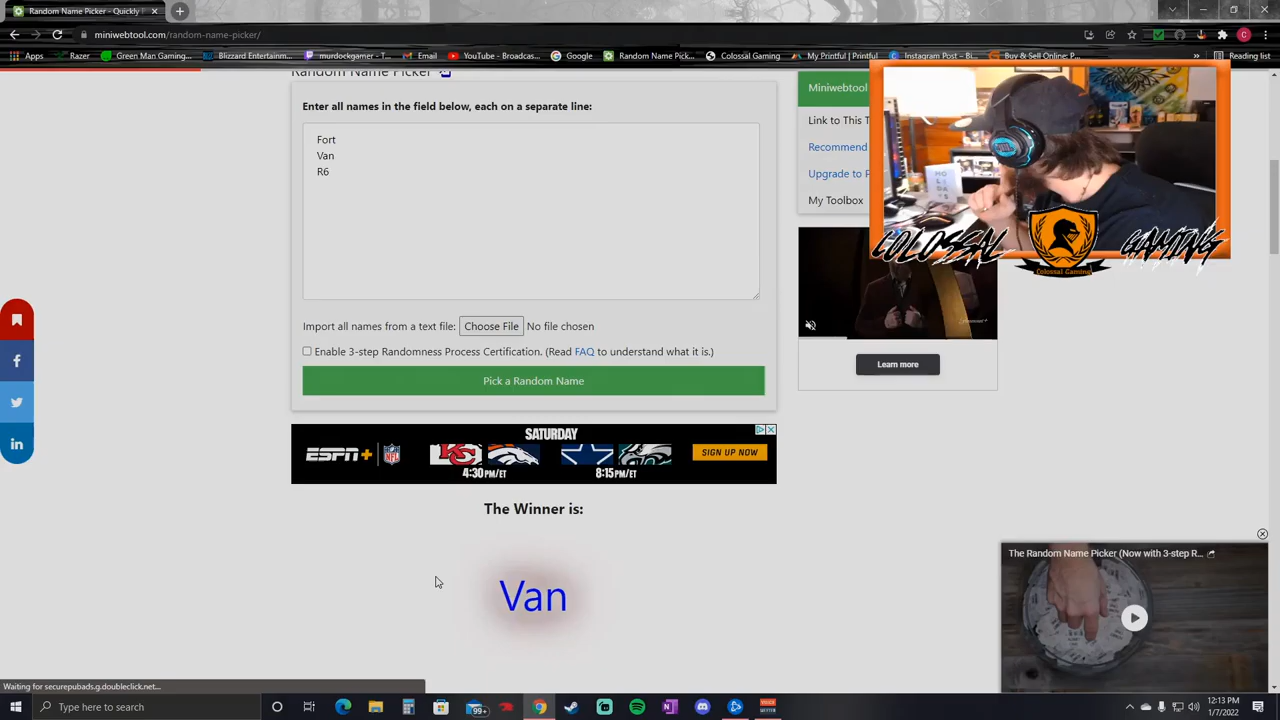 Random Name Picker - Quickly P
miniwebtool.com/random-name-picker/
Apps
Razer
Green Man Gaming...
Blizzard Entertainm...
murdockgamer - T...
Email
YouTube - Broadcas...
Google
Random Name Pick...
Colossal Gaming
My Printful | Printful
Instagram Post – Bi...
Buy & Sell Online: P...
»
Reading list
Random Name Picker
Enter all names in the field below, each on a separate line:
Fort
Van
R6
Import all names from a text file: Choose File No file chosen
Enable 3-step Randomness Process Certification. (Read FAQ to understand what it is.)
Pick a Random Name
Miniwebtool
Link to This T
Recommend
Upgrade to P
My Toolbox
HOLIDAYS
COLOSSAL GAMING
Colossal Gaming
Paramount+
Learn more
SATURDAY
ESPN+ NFL
4:30 PM/ET 8:15PM/ET
SIGN UP NOW
The Winner is:
Van
The Random Name Picker (Now with 3-step R...
Waiting for securepubads.g.doubleclick.net...
Type here to search
99+
12:13 PM
1/7/2022